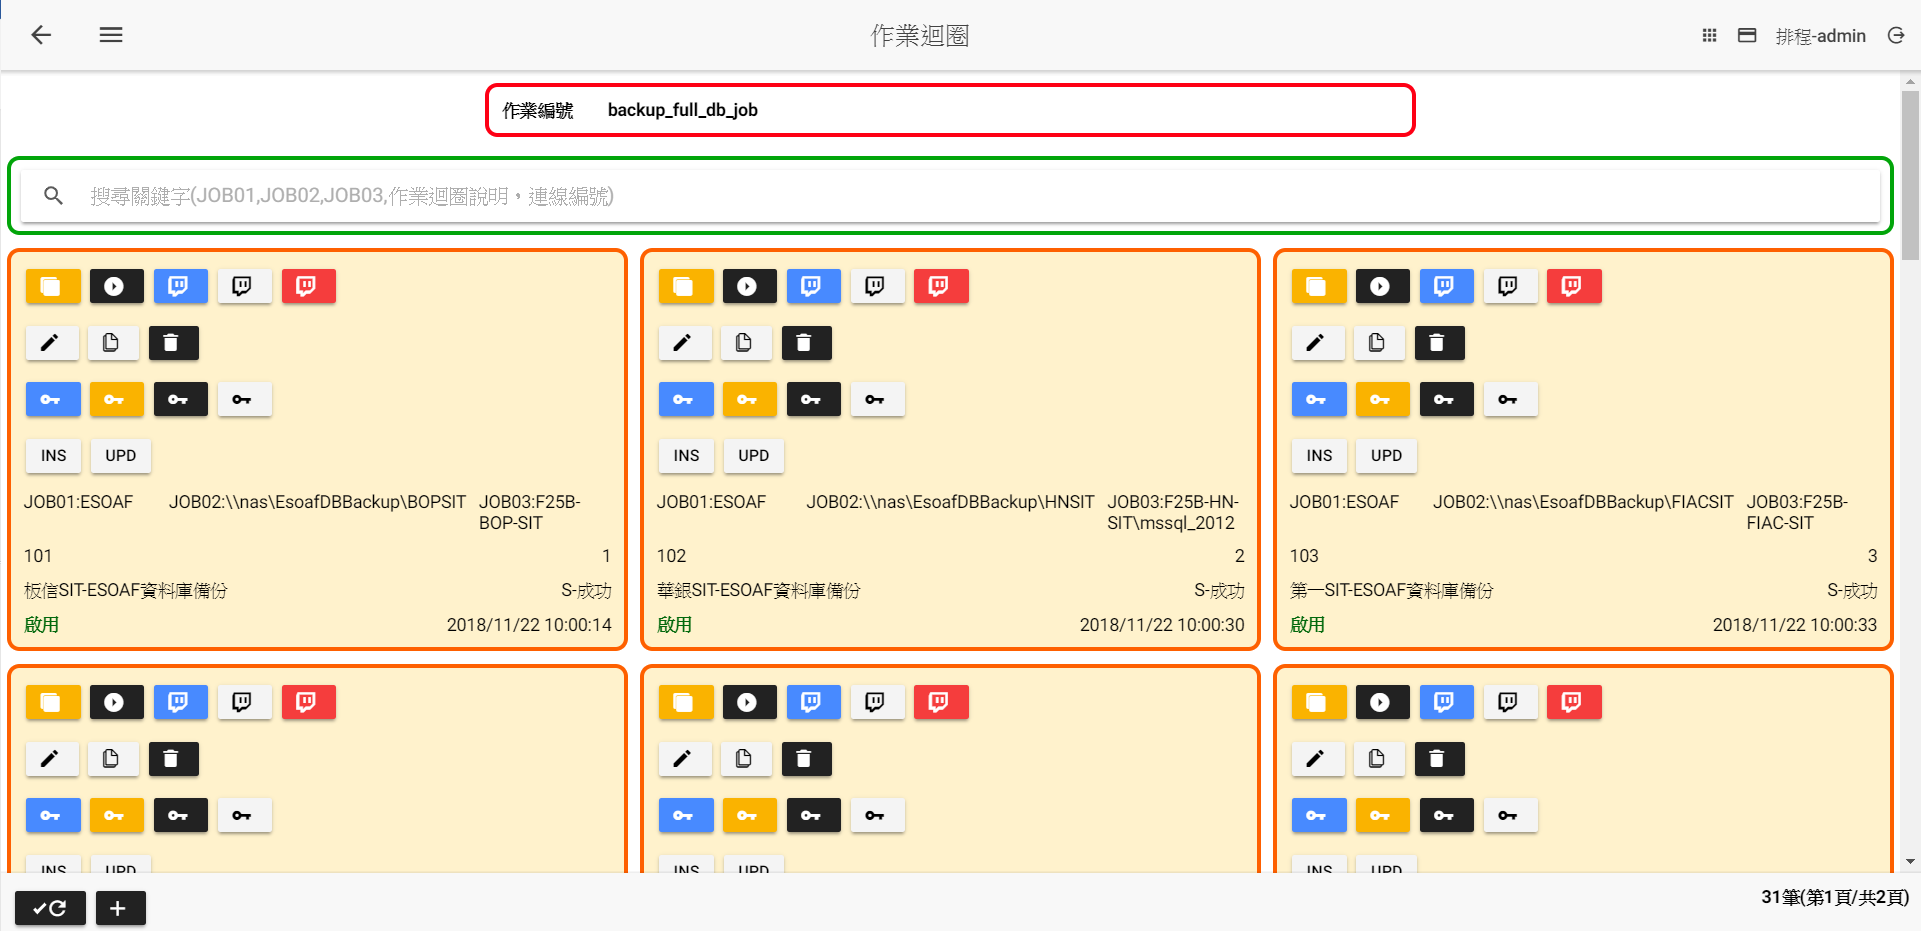 作業迴圈
排程-admin
作業編號 backup_full_db_job
搜尋關鍵字(JOB01,JOB02,JOB03,作業迴圈說明，連線編號)
INS UPD
JOB01:ESOAF JOB02:\\nas\EsoafDBBackup\BOPSIT JOB03:F25B-
BOP-SIT
101 1
板信SIT-ESOAF資料庫備份 S-成功
啟用 2018/11/22 10:00:14
INS UPD
JOB01:ESOAF JOB02:\\nas\EsoafDBBackup\HNSIT JOB03:F25B-HN-
SIT\mssql_2012
102 2
華銀SIT-ESOAF資料庫備份 S-成功
啟用 2018/11/22 10:00:30
INS UPD
JOB01:ESOAF JOB02:\\nas\EsoafDBBackup\FIACSIT JOB03:F25B-
FIAC-SIT
103 3
第一SIT-ESOAF資料庫備份 S-成功
啟用 2018/11/22 10:00:33
INS UPD
INS UPD
INS UPD
31筆(第1頁/共2頁)